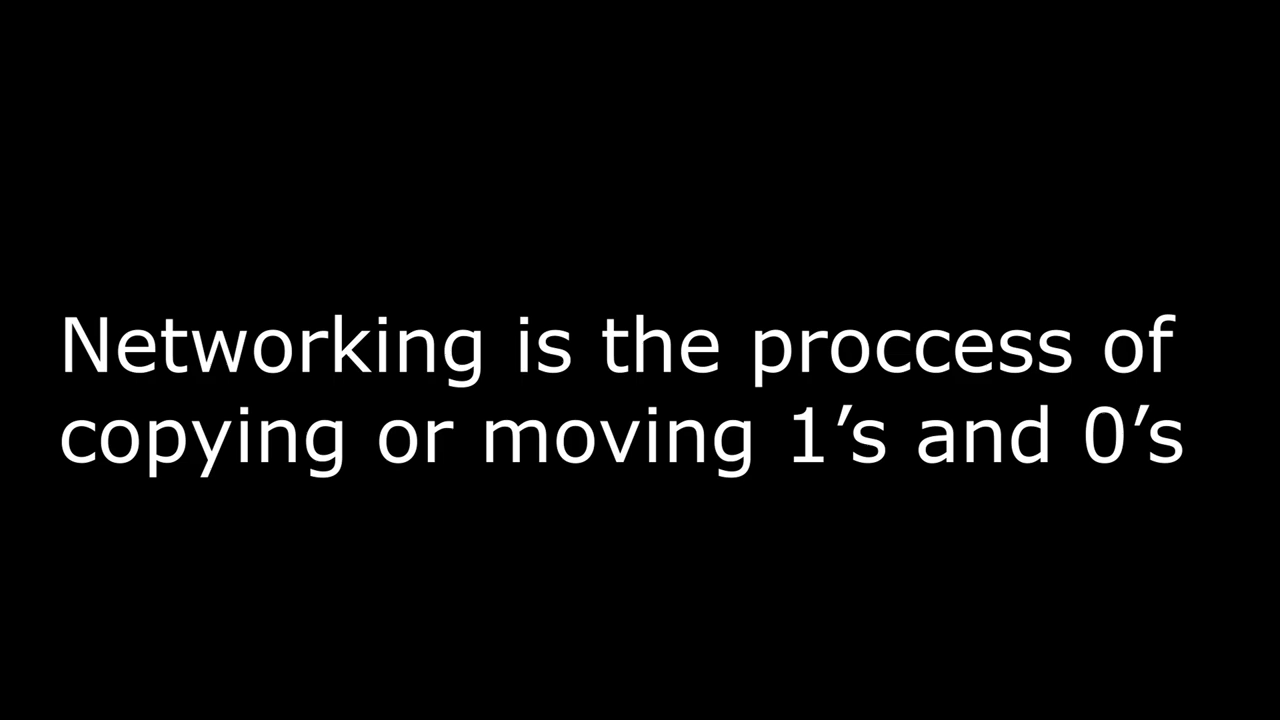 Networking is the proccess of
copying or moving 1’s and 0’s